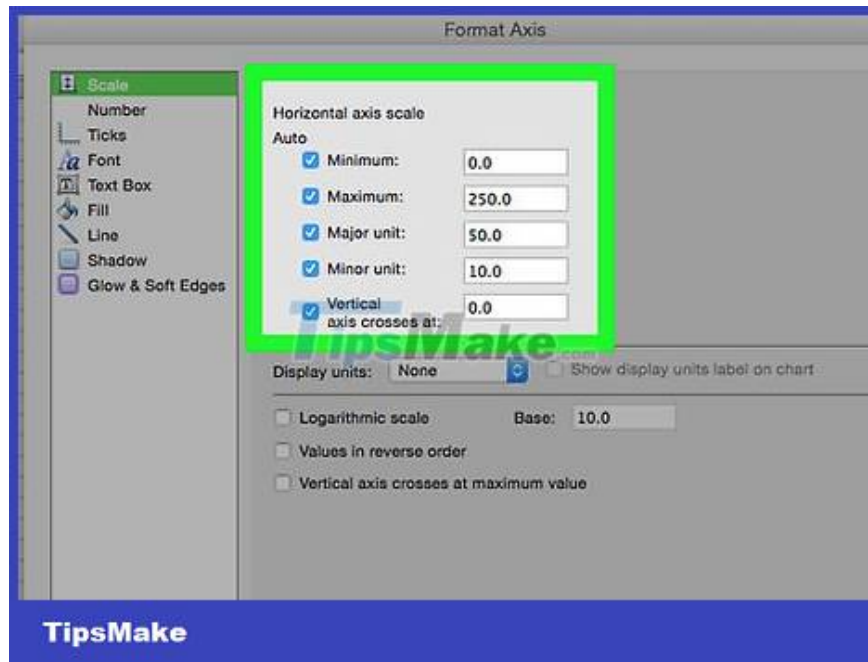 Format Axis
Scale
Number
Ticks
Font
Text Box
Fill
Line
Shadow
Glow & Soft Edges
Horizontal axis scale
Auto
Minimum: 0.0
Maximum: 250.0
Major unit: 50.0
Minor unit: 10.0
Vertical
axis crosses at: 0.0
TipsMake.com
Display units: None Show display units label on chart
Logarithmic scale Base: 10.0
Values in reverse order
Vertical axis crosses at maximum value
TipsMake